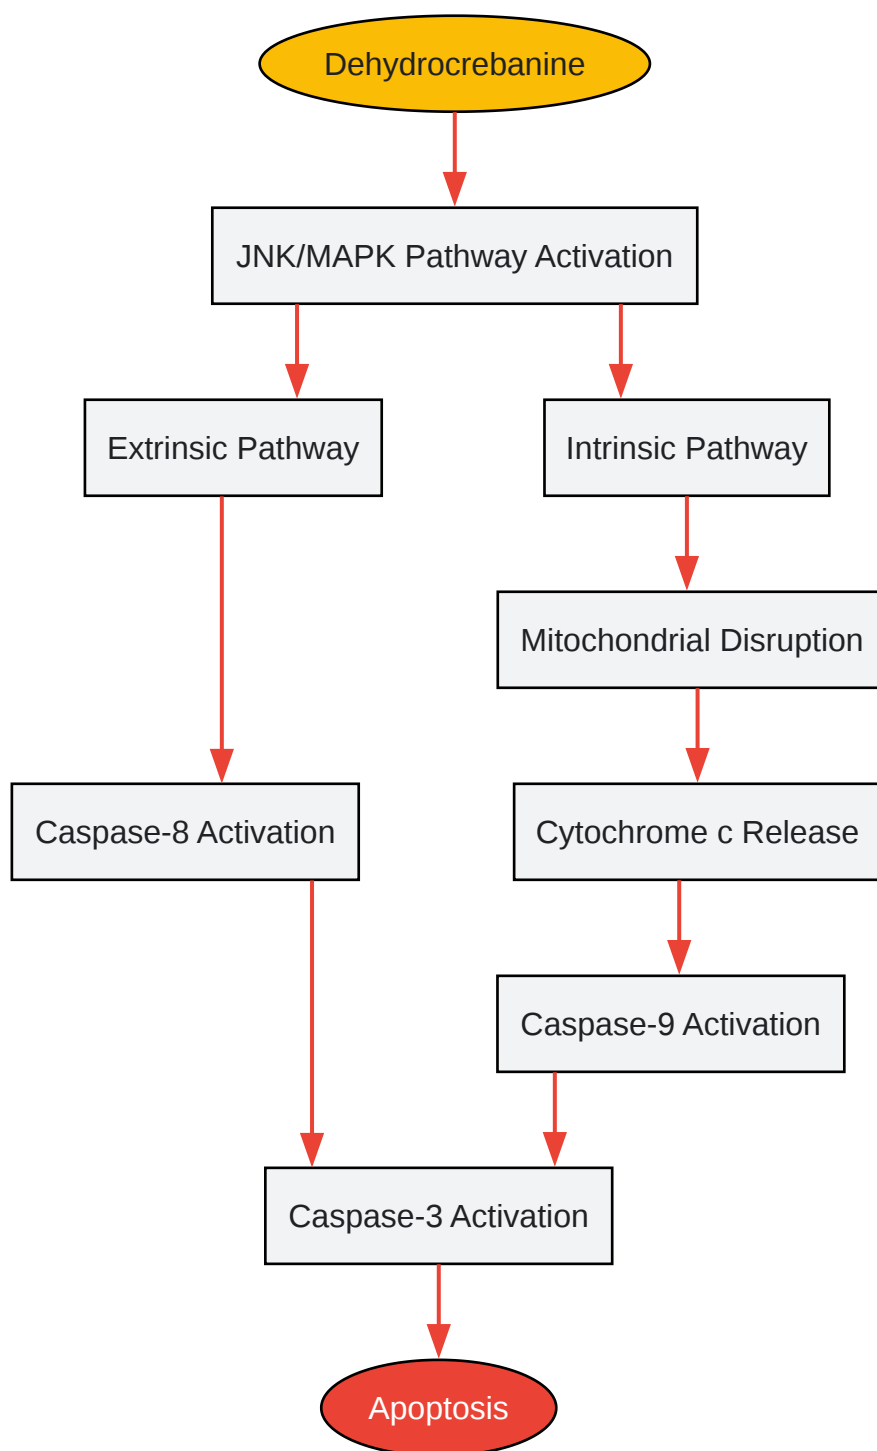 Dehydrocrebanine
JNK/MAPK Pathway Activation
Extrinsic Pathway
Intrinsic Pathway
Mitochondrial Disruption
Caspase-8 Activation
Cytochrome c Release
Caspase-9 Activation
Caspase-3 Activation
Apoptosis